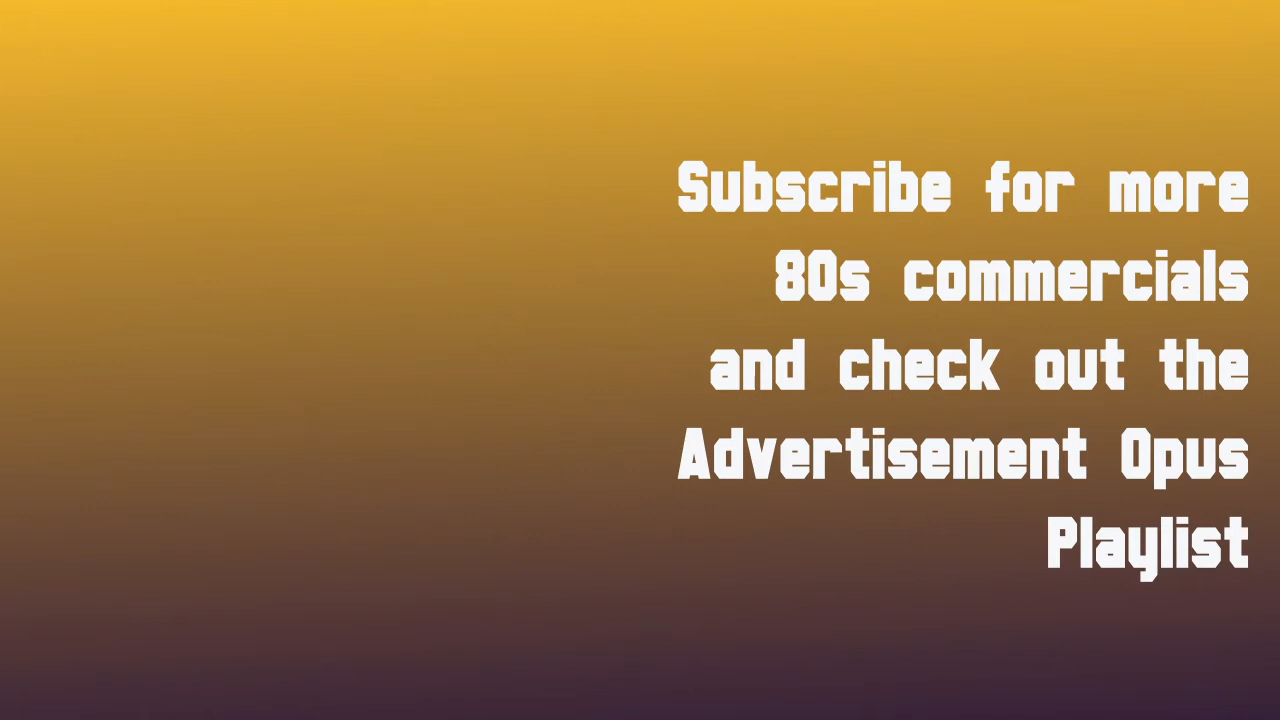 Subscribe for more
80s commercials
and check out the
Advertisement Opus
Playlist